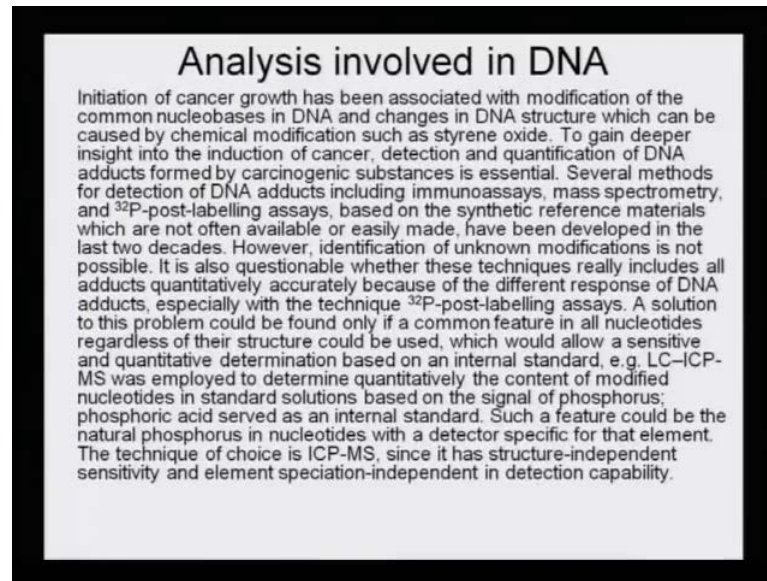 Analysis involved in DNA
Initiation of cancer growth has been associated with modification of the
common nucleobases in DNA and changes in DNA structure which can be
caused by chemical modification such as styrene oxide. To gain deeper
insight into the induction of cancer, detection and quantification of DNA
adducts formed by carcinogenic substances is essential. Several methods
for detection of DNA adducts including immunoassays, mass spectrometry,
and ³²P-post-labelling assays, based on the synthetic reference materials
which are not often available or easily made, have been developed in the
last two decades. However, identification of unknown modifications is not
possible. It is also questionable whether these techniques really includes all
adducts quantitatively accurately because of the different response of DNA
adducts, especially with the technique ³²P-post-labelling assays. A solution
to this problem could be found only if a common feature in all nucleotides
regardless of their structure could be used, which would allow a sensitive
and quantitative determination based on an internal standard, e.g. LC–ICP-
MS was employed to determine quantitatively the content of modified
nucleotides in standard solutions based on the signal of phosphorus;
phosphoric acid served as an internal standard. Such a feature could be the
natural phosphorus in nucleotides with a detector specific for that element.
The technique of choice is ICP-MS, since it has structure-independent
sensitivity and element speciation-independent in detection capability.